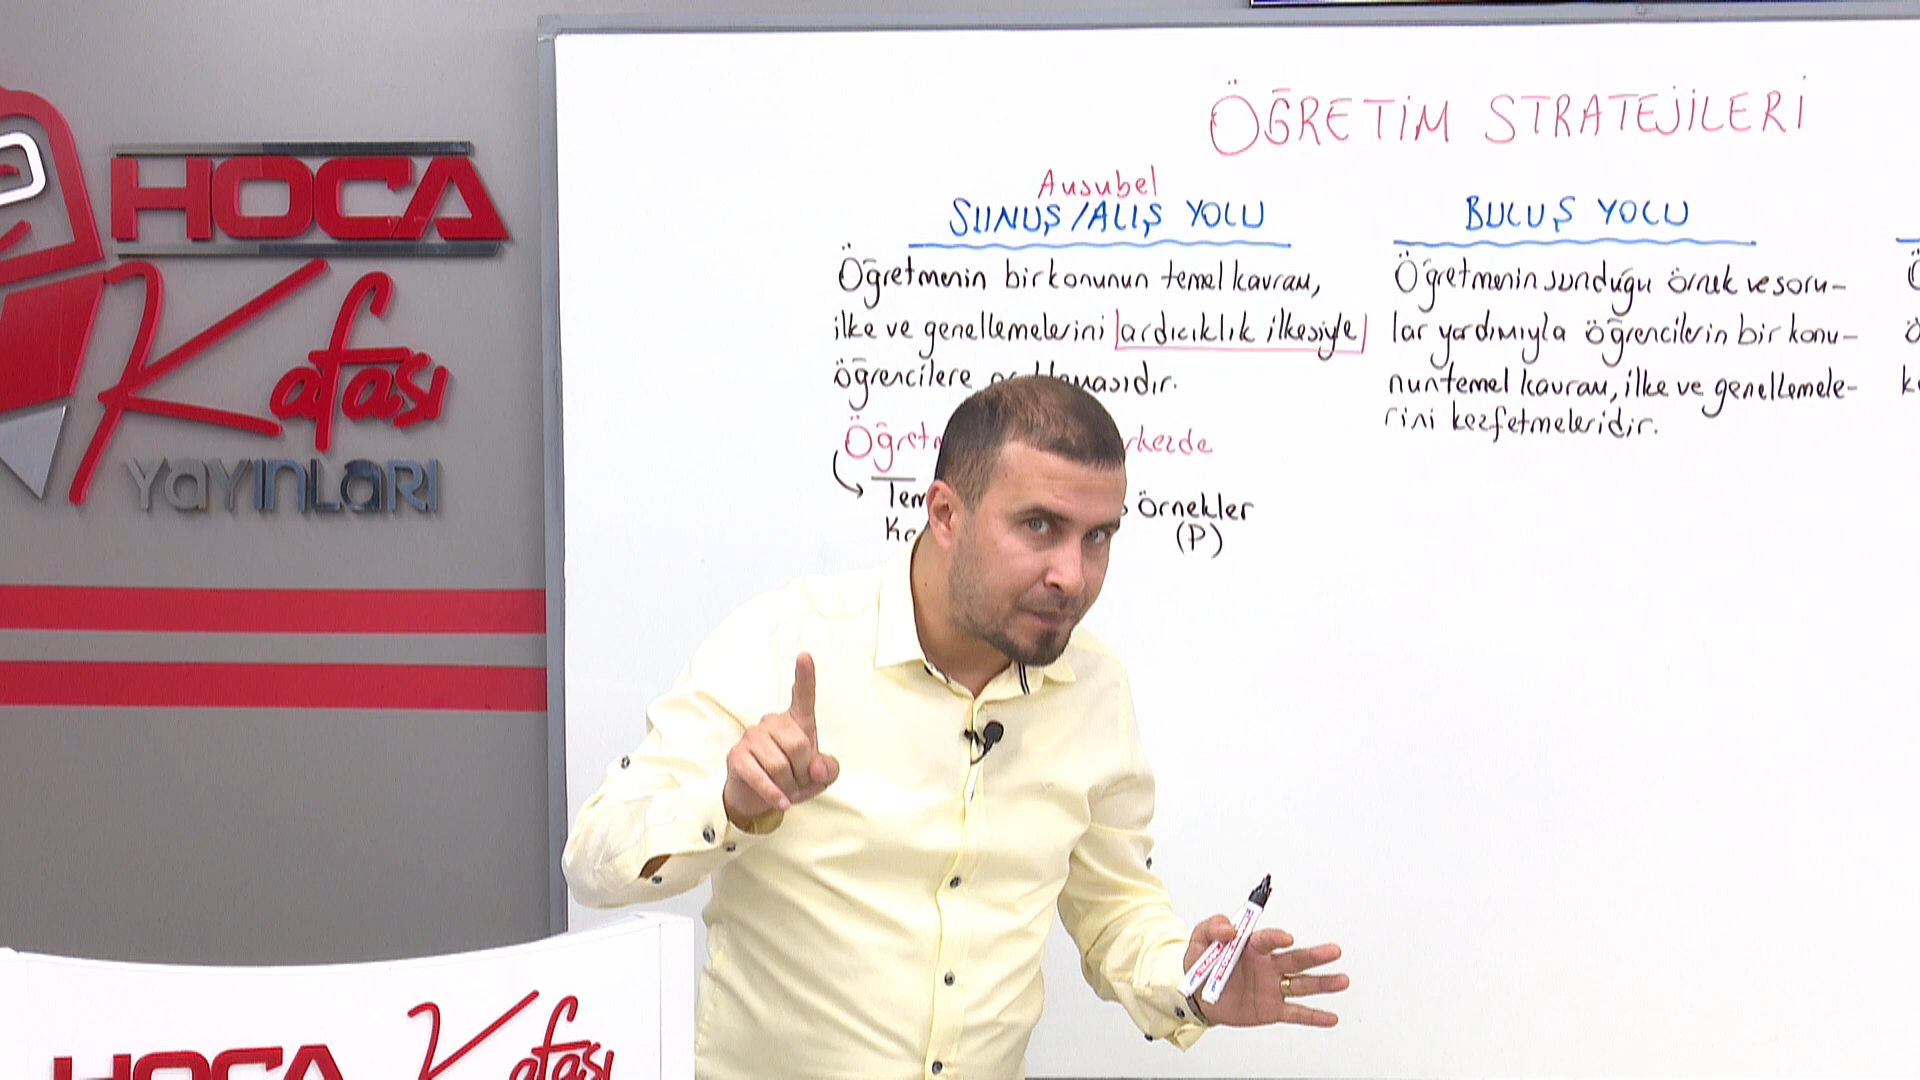 HOCA
Kafası
YAYINLARI
ÖĞRETİM STRATEJİLERİ
Ausubel
SUNUŞ/ALIŞ YOLU
Öğretmenin bir konunun temel kavram,
ilke ve genellemelerini ardıcıklık ilkesiyle
öğrencilere
örnekler
(P)
BULUŞ YOLU
Öğretmenin sunduğu örnek ve soru-
lar yardımıyla öğrencilerin bir konu-
nun temel kavram, ilke ve genellemele-
rini keşfetmeleridir.
HOCA
Kafası